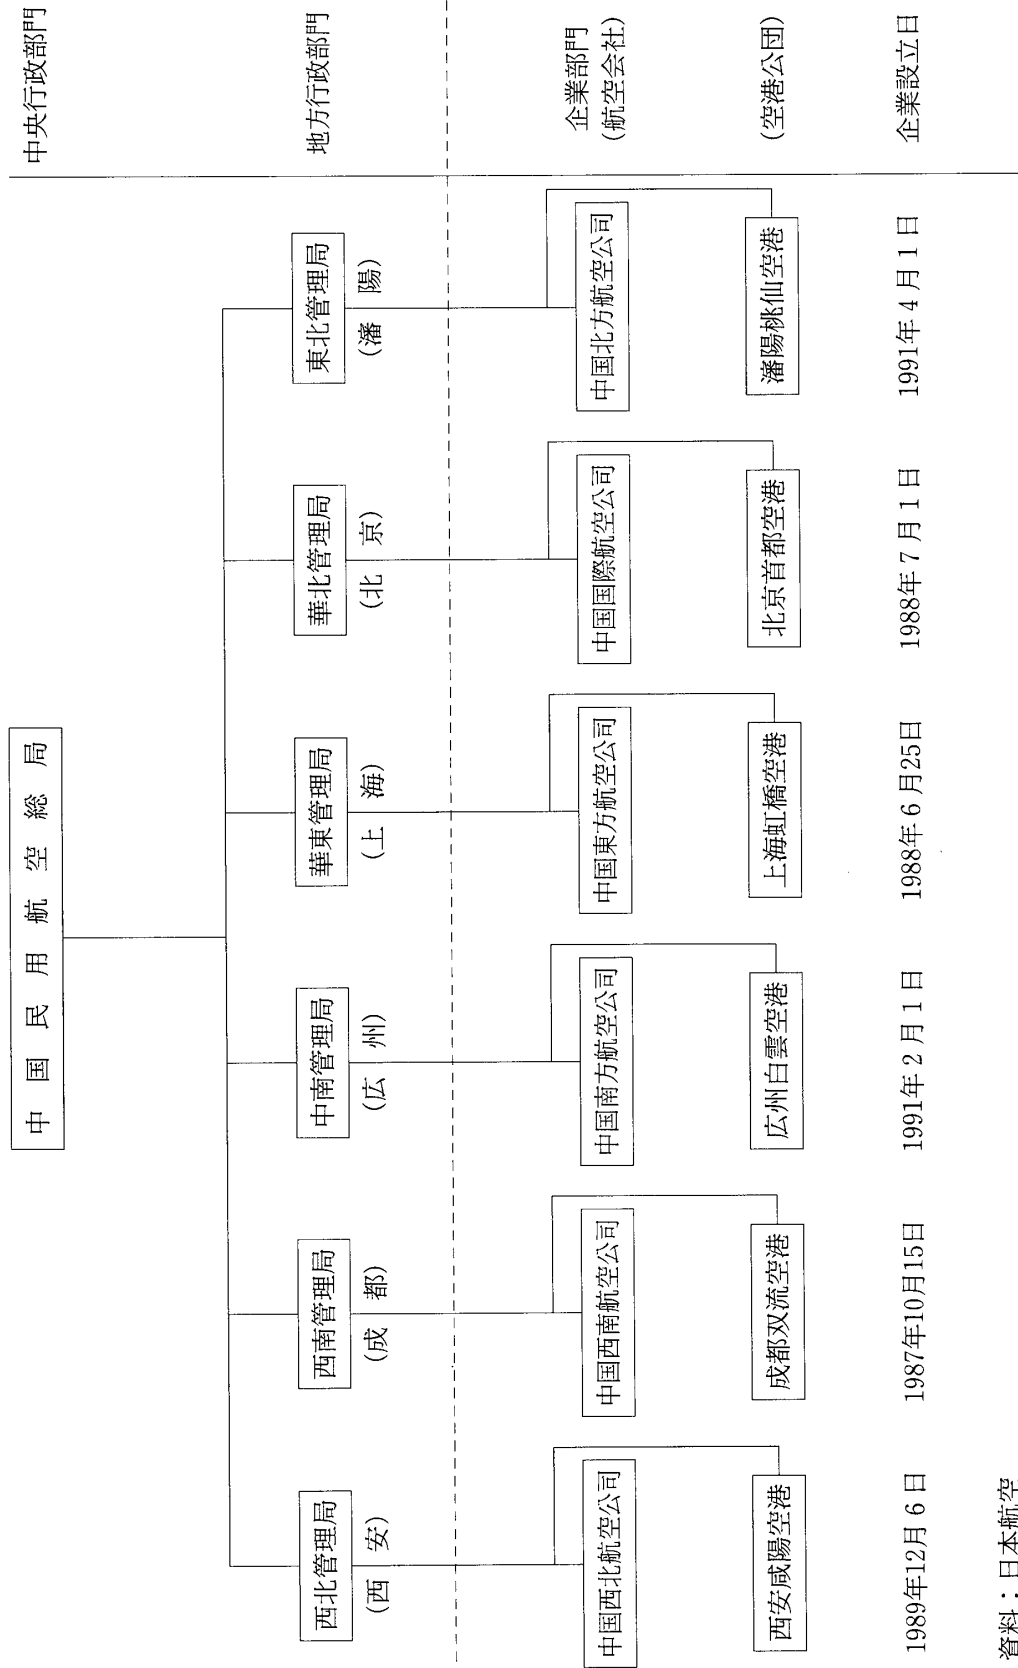 中国民用航空総局
中央行政部門
西北管理局
(西 安)
西南管理局
(成 都)
中南管理局
(広 州)
華東管理局
(上 海)
華北管理局
(北 京)
東北管理局
(瀋 陽)
地方行政部門
中国西北航空公司
中国西南航空公司
中国南方航空公司
中国東方航空公司
中国国際航空公司
中国北方航空公司
企業部門
(航空会社)
西安咸陽空港
成都双流空港
広州白雲空港
上海虹橋空港
北京首都空港
瀋陽桃仙空港
(空港公団)
1989年12月6日
1987年10月15日
1991年2月1日
1988年6月25日
1988年7月1日
1991年4月1日
企業設立日
資料：日本航空